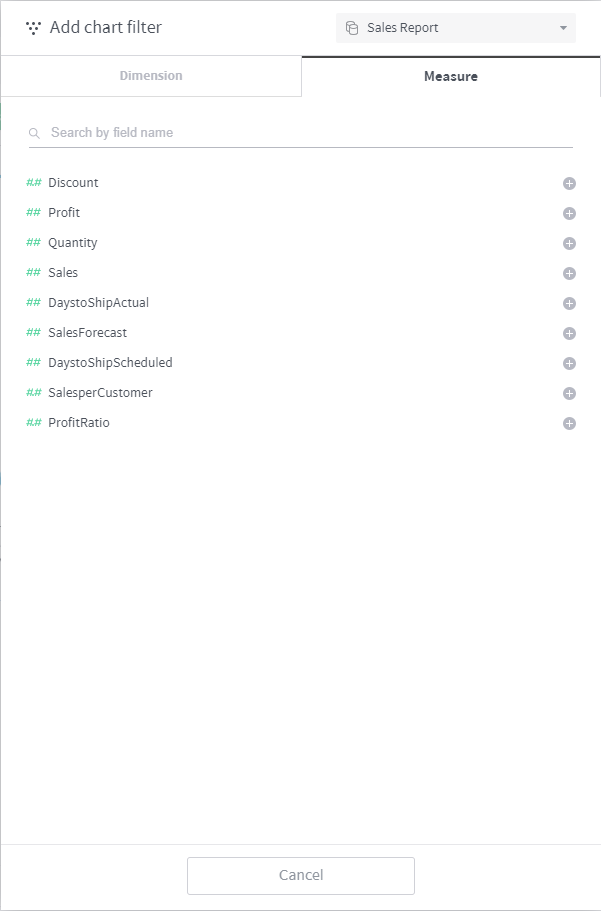 Add chart filter
Sales Report
Dimension
Measure
Search by field name
#.# Discount
## Profit
## Quantity
## Sales
## DaystoShipActual
## SalesForecast
## DaystoShipScheduled
#.# SalesperCustomer
#.# ProfitRatio
Cancel